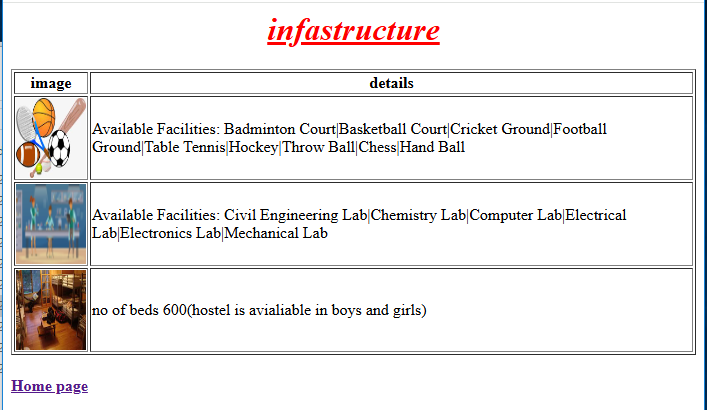 infastructure
image details
Available Facilities: Badminton Court|Basketball Court|Cricket Ground|Football
Ground|Table Tennis|Hockey|Throw Ball|Chess|Hand Ball
Available Facilities: Civil Engineering Lab|Chemistry Lab|Computer Lab|Electrical
Lab|Electronics Lab|Mechanical Lab
no of beds 600(hostel is avialiable in boys and girls)
Home page